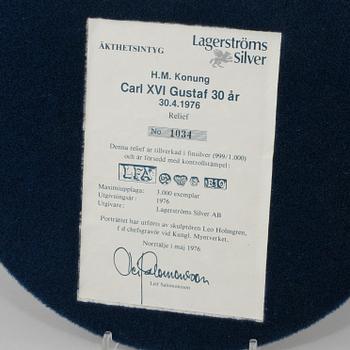 ÄKTHETSINTYG
Lagerströms
Silver
H.M. Konung
Carl XVI Gustaf 30 år
30.4.1976
Relief
No 1034
Denna relief är tillverkad i finsilver (999/1.000)
och är försedd med kontrollstämpel:
LFA B10
Maximiupplaga: 3.000 exemplar
Utgivningsår: 1976
Utgivare: Lagerströms Silver AB
Porträttet har utförts av skulptören Leo Holmgren,
f d chefsgravör vid Kungl. Myntverket.
Norrtälje i maj 1976
Leif Salomonsson